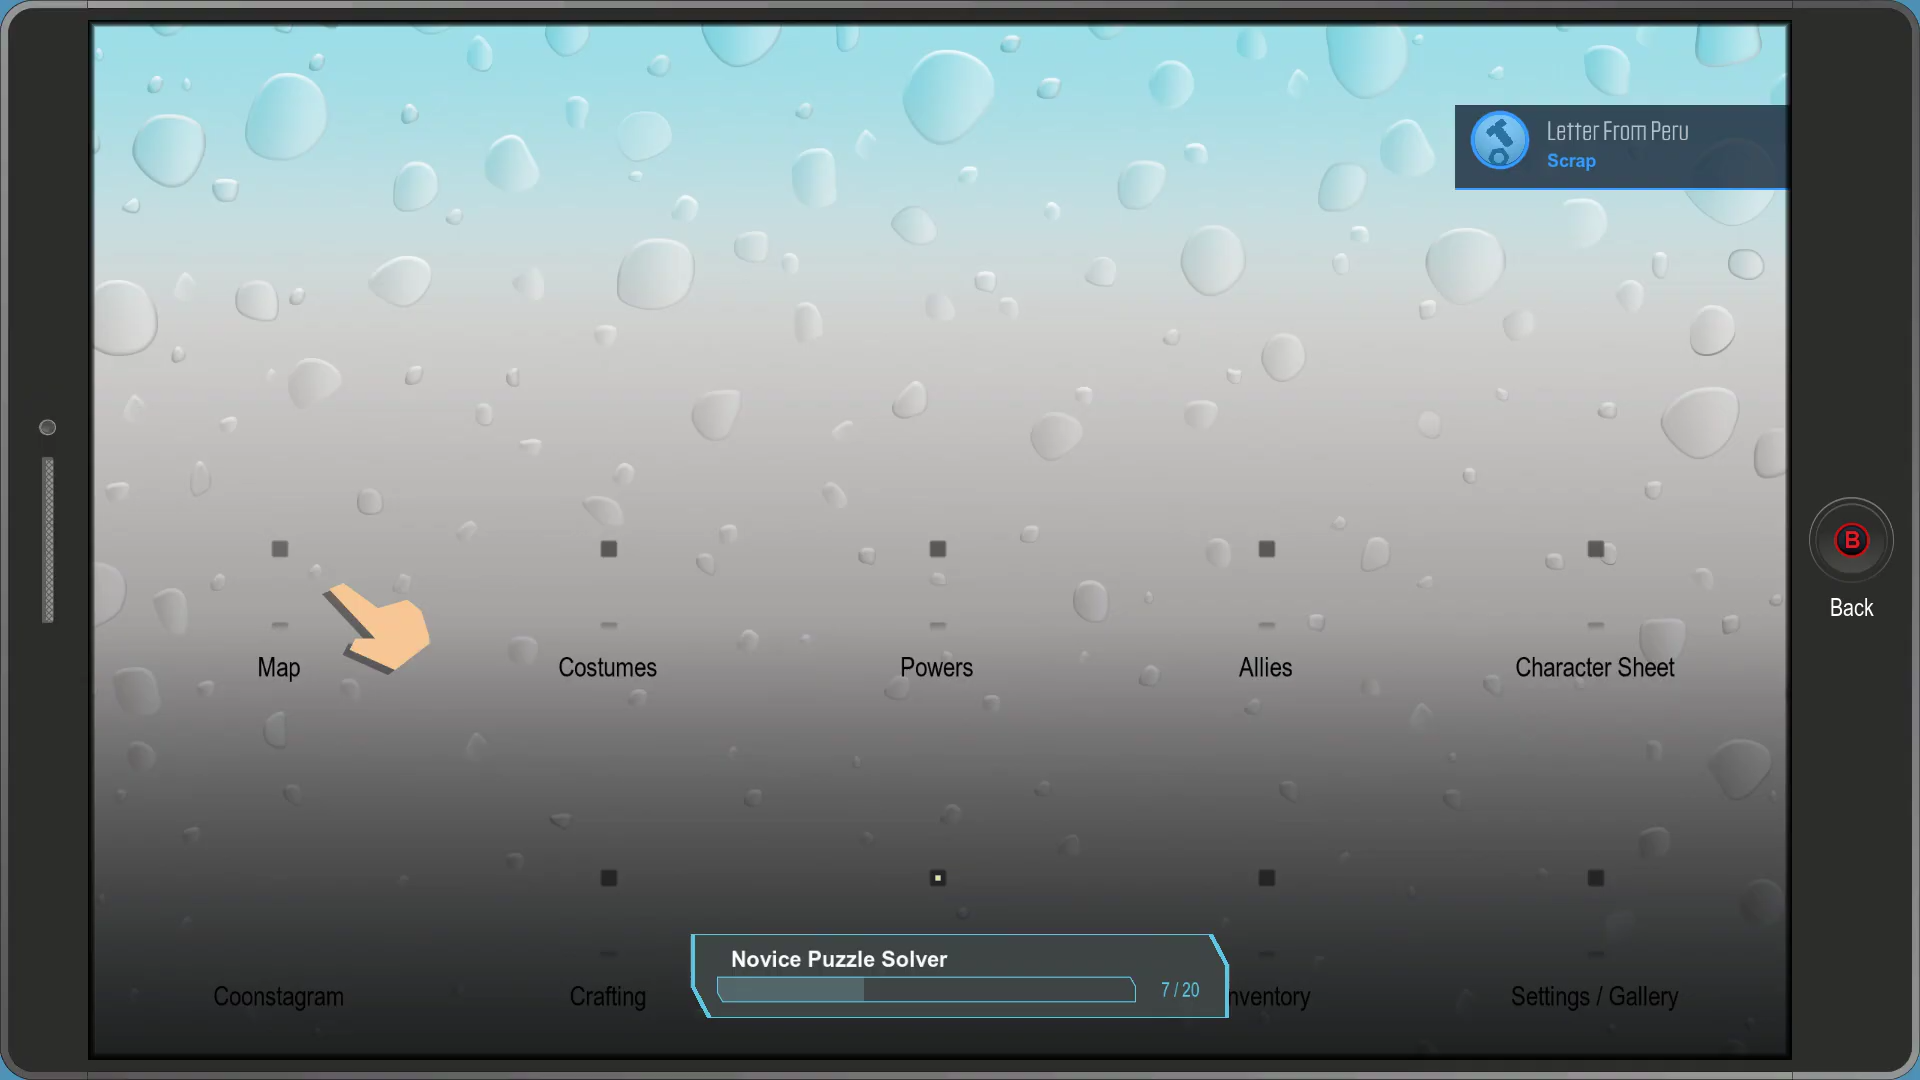 Letter From Peru
Scrap
B
Back
Map
Costumes
Powers
Allies
Character Sheet
Novice Puzzle Solver
7 / 20
Coonstagram
Crafting
nventory
Settings / Gallery